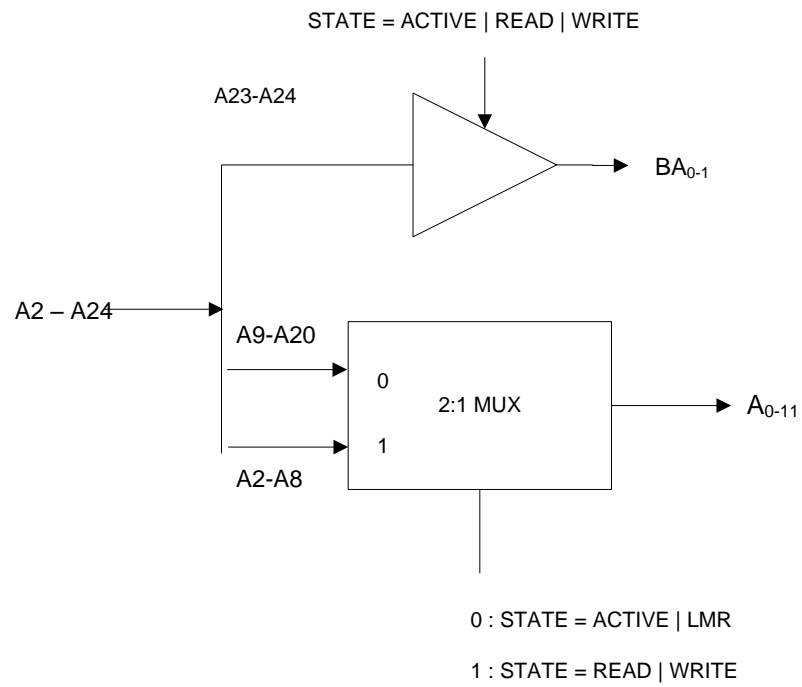 STATE = ACTIVE | READ | WRITE
A23-A24
BA0-1
A2 – A24
A9-A20
0
2:1 MUX
A0-11
1
A2-A8
0 : STATE = ACTIVE | LMR
1 : STATE = READ | WRITE